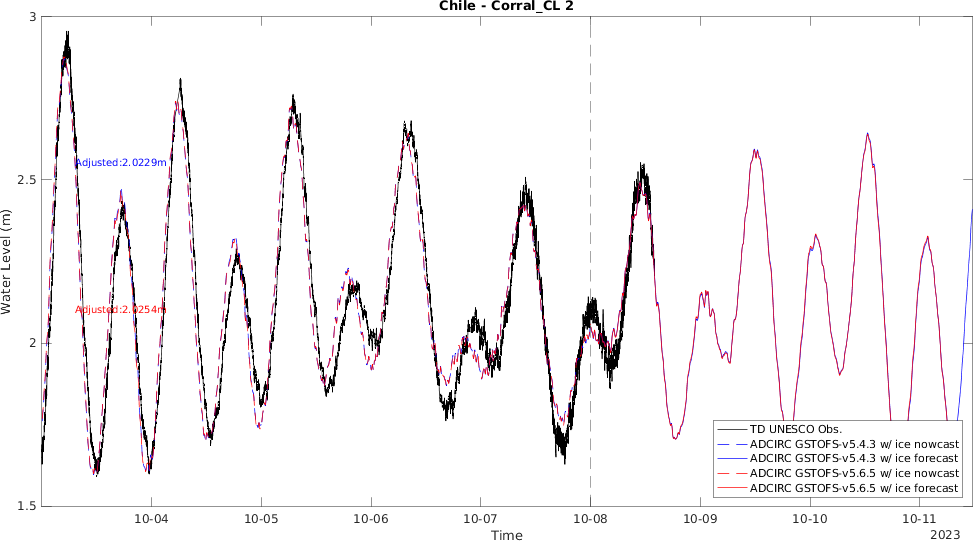 Chile - Corral_CL 2
3
2.5
2
1.5
Water Level (m)
Adjusted:2.0229m
Adjusted:2.0254m
TD UNESCO Obs.
ADCIRC GSTOFS-v5.4.3 w/ ice nowcast
ADCIRC GSTOFS-v5.4.3 w/ ice forecast
ADCIRC GSTOFS-v5.6.5 w/ ice nowcast
ADCIRC GSTOFS-v5.6.5 w/ ice forecast
10-04 10-05 10-06 10-07 10-08 10-09 10-10 10-11
Time
2023